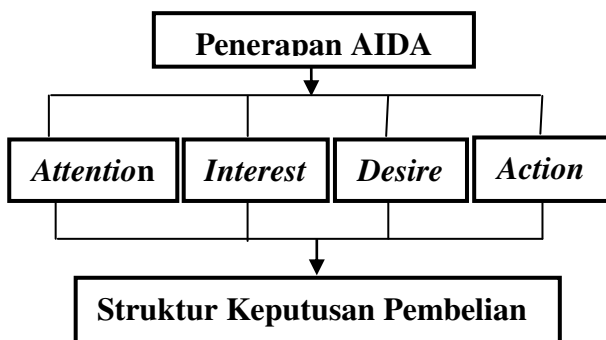 Penerapan AIDA
Attention Interest Desire Action
Struktur Keputusan Pembelian